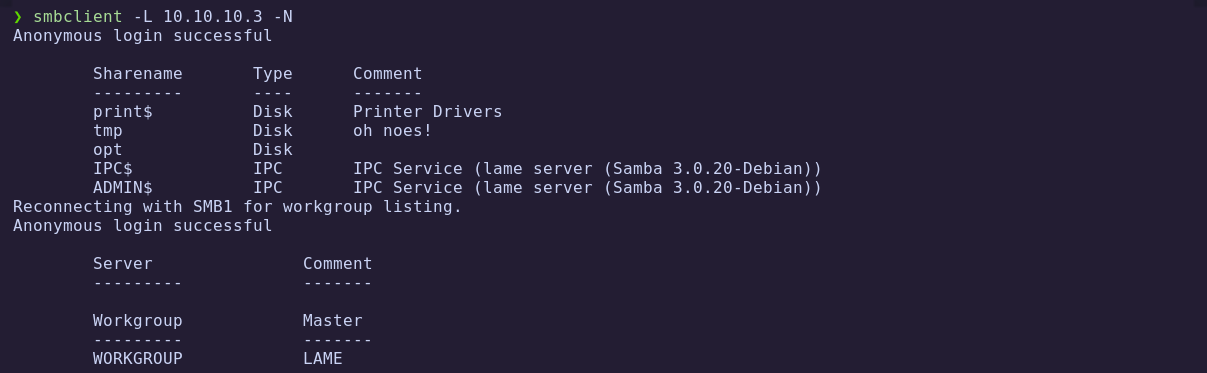 ❯ smbclient -L 10.10.10.3 -N
Anonymous login successful

        Sharename       Type      Comment
        ---------       ----      -------
        print$          Disk      Printer Drivers
        tmp             Disk      oh noes!
        opt             Disk
        IPC$            IPC       IPC Service (lame server (Samba 3.0.20-Debian))
        ADMIN$          IPC       IPC Service (lame server (Samba 3.0.20-Debian))
Reconnecting with SMB1 for workgroup listing.
Anonymous login successful

        Server               Comment
        ---------            -------

        Workgroup            Master
        ---------            -------
        WORKGROUP            LAME